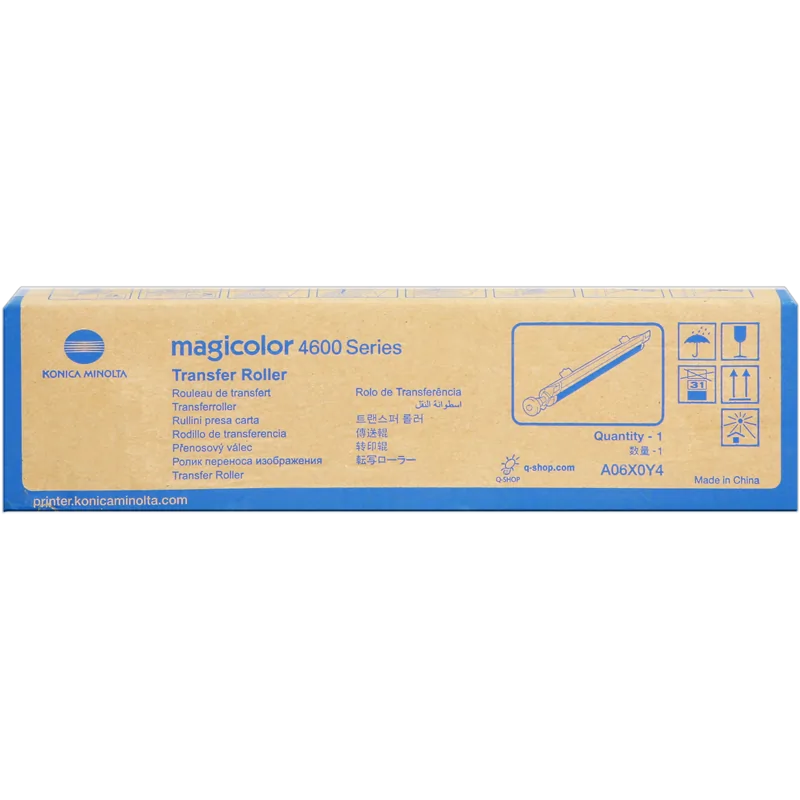 KONICA MINOLTA
magicolor 4600 Series
Transfer Roller
Rouleau de transfert
Transferroller
Rullini presa carta
Rodillo de transferencia
Přenosový válec
Ролик переноса изображения
Transfer Roller
Rolo de Transferência
اسطوانة النقل
트랜스퍼 롤러
傳送輥
转印辊
転写ローラー
31
Quantity - 1
数量 - 1
Q-SHOP
q-shop.com
A06X0Y4
Made in China
printer.konicaminolta.com